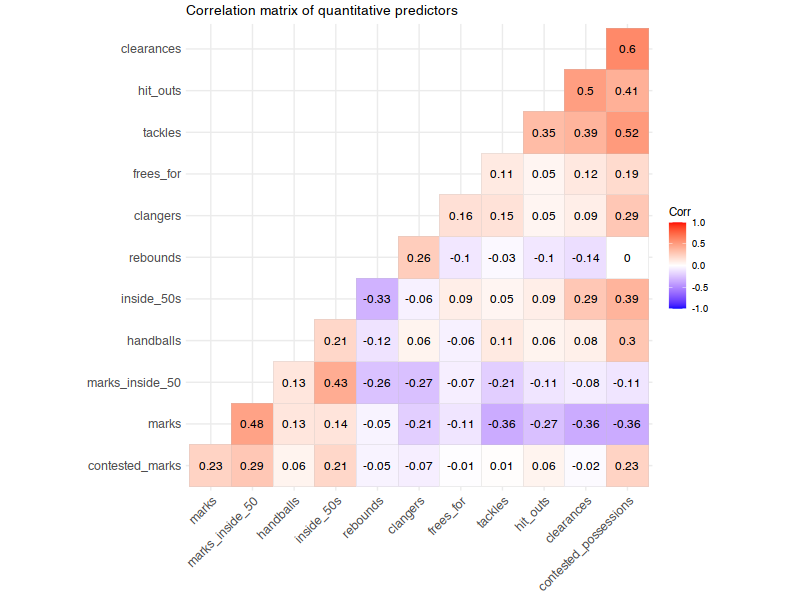 Correlation matrix of quantitative predictors
clearances 0.6
hit_outs 0.5 0.41
tackles 0.35 0.39 0.52
frees_for 0.11 0.05 0.12 0.19
clangers 0.16 0.15 0.05 0.09 0.29
rebounds 0.26 -0.1 -0.03 -0.1 -0.14 0
inside_50s -0.33 -0.06 0.09 0.05 0.09 0.29 0.39
handballs 0.21 -0.12 0.06 -0.06 0.11 0.06 0.08 0.3
marks_inside_50 0.13 0.43 -0.26 -0.27 -0.07 -0.21 -0.11 -0.08 -0.11
marks 0.48 0.13 0.14 -0.05 -0.21 -0.11 -0.36 -0.27 -0.36 -0.36
contested_marks 0.23 0.29 0.06 0.21 -0.05 -0.07 -0.01 0.01 0.06 -0.02 0.23
marks
marks_inside_50
handballs
inside_50s
rebounds
clangers
frees_for
tackles
hit_outs
clearances
contested_possessions
Corr
1.0
0.5
0.0
-0.5
-1.0